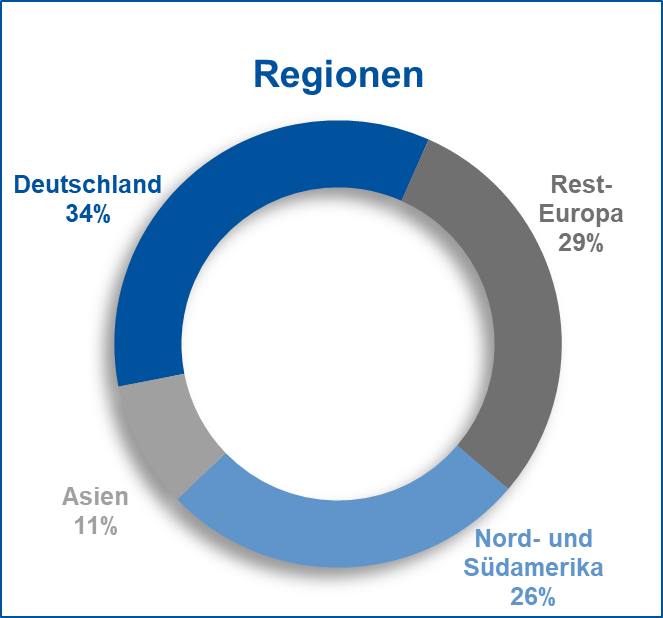 Regionen
Deutschland
34%
Rest-
Europa
29%
Asien
11%
Nord- und
Südamerika
26%